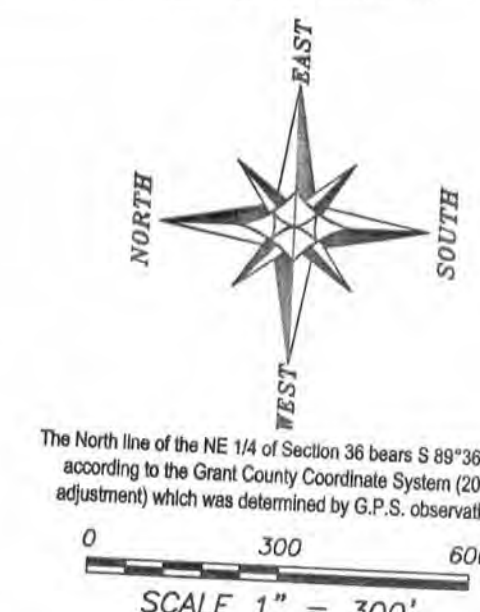 EAST
NORTH
SOUTH
WEST
The North line of the NE 1/4 of Section 36 bears S 89°36
according to the Grant County Coordinate System (20
adjustment) which was determined by G.P.S. observati
0 300 600
SCALE 1" = 300'